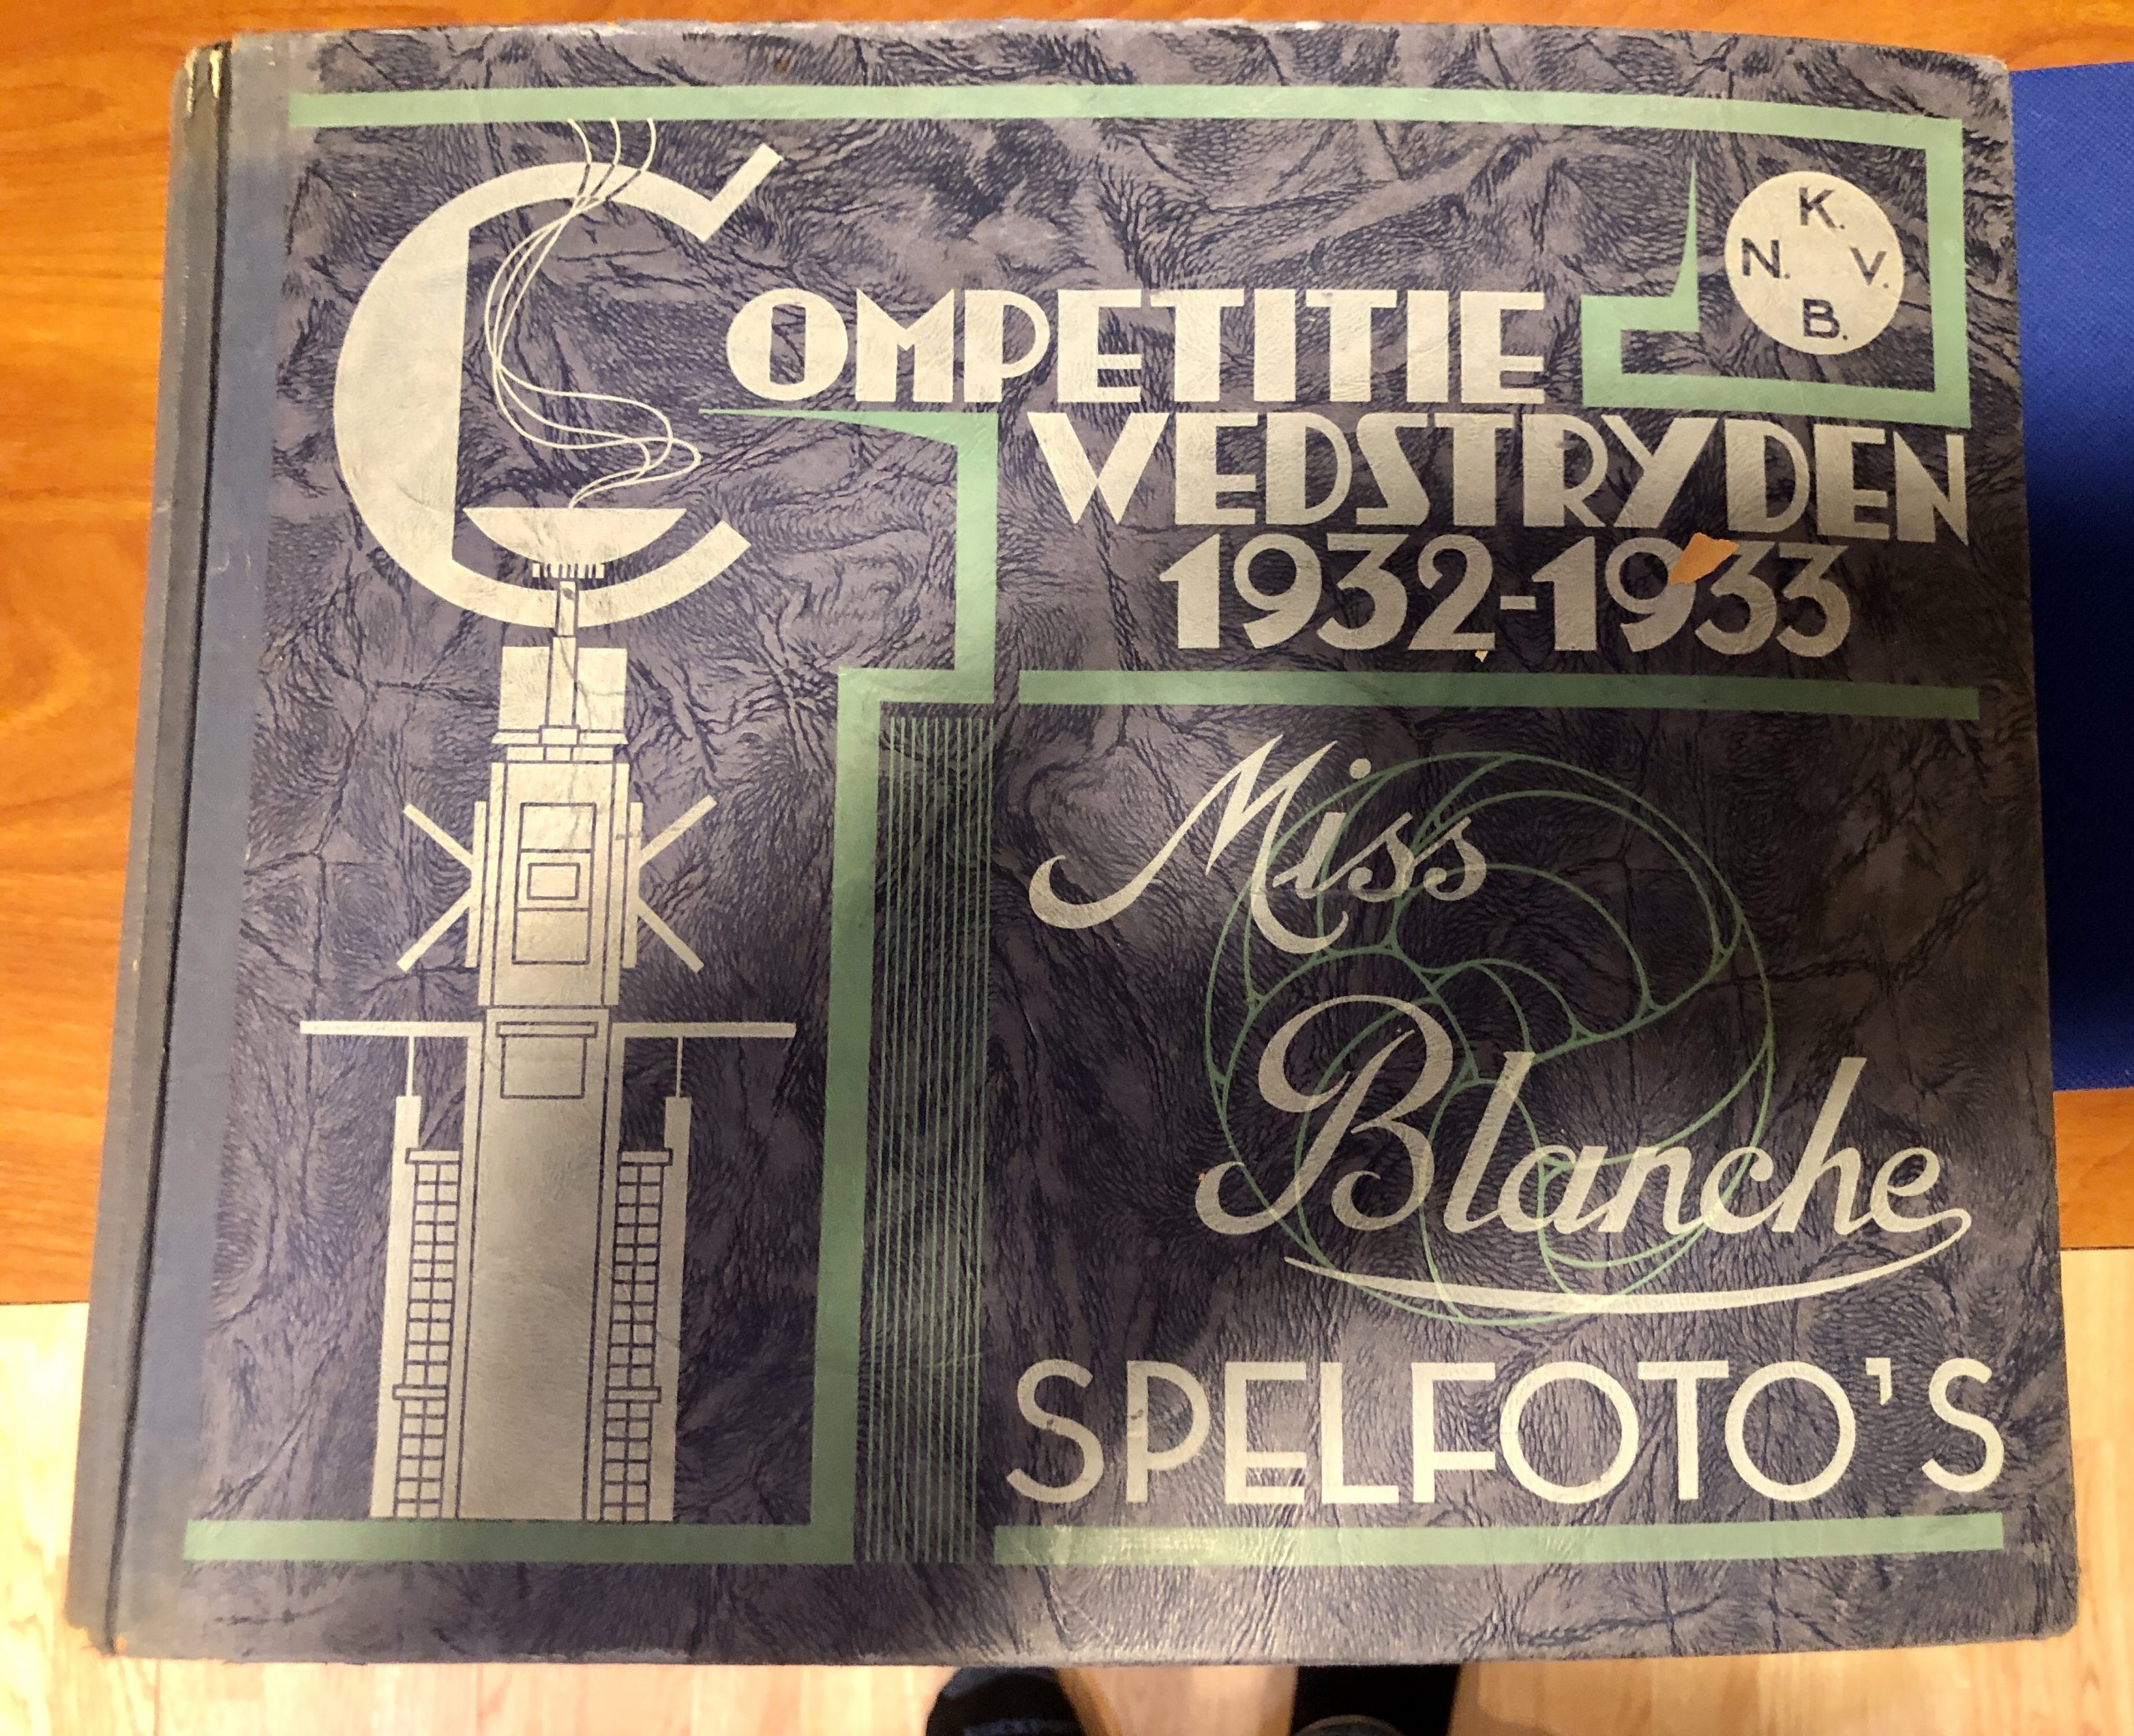 COMPETITIE
WEDSTRYDEN
1932-1933
K.
N. V.
B.
Miss
Blanche
SPELFOTO'S